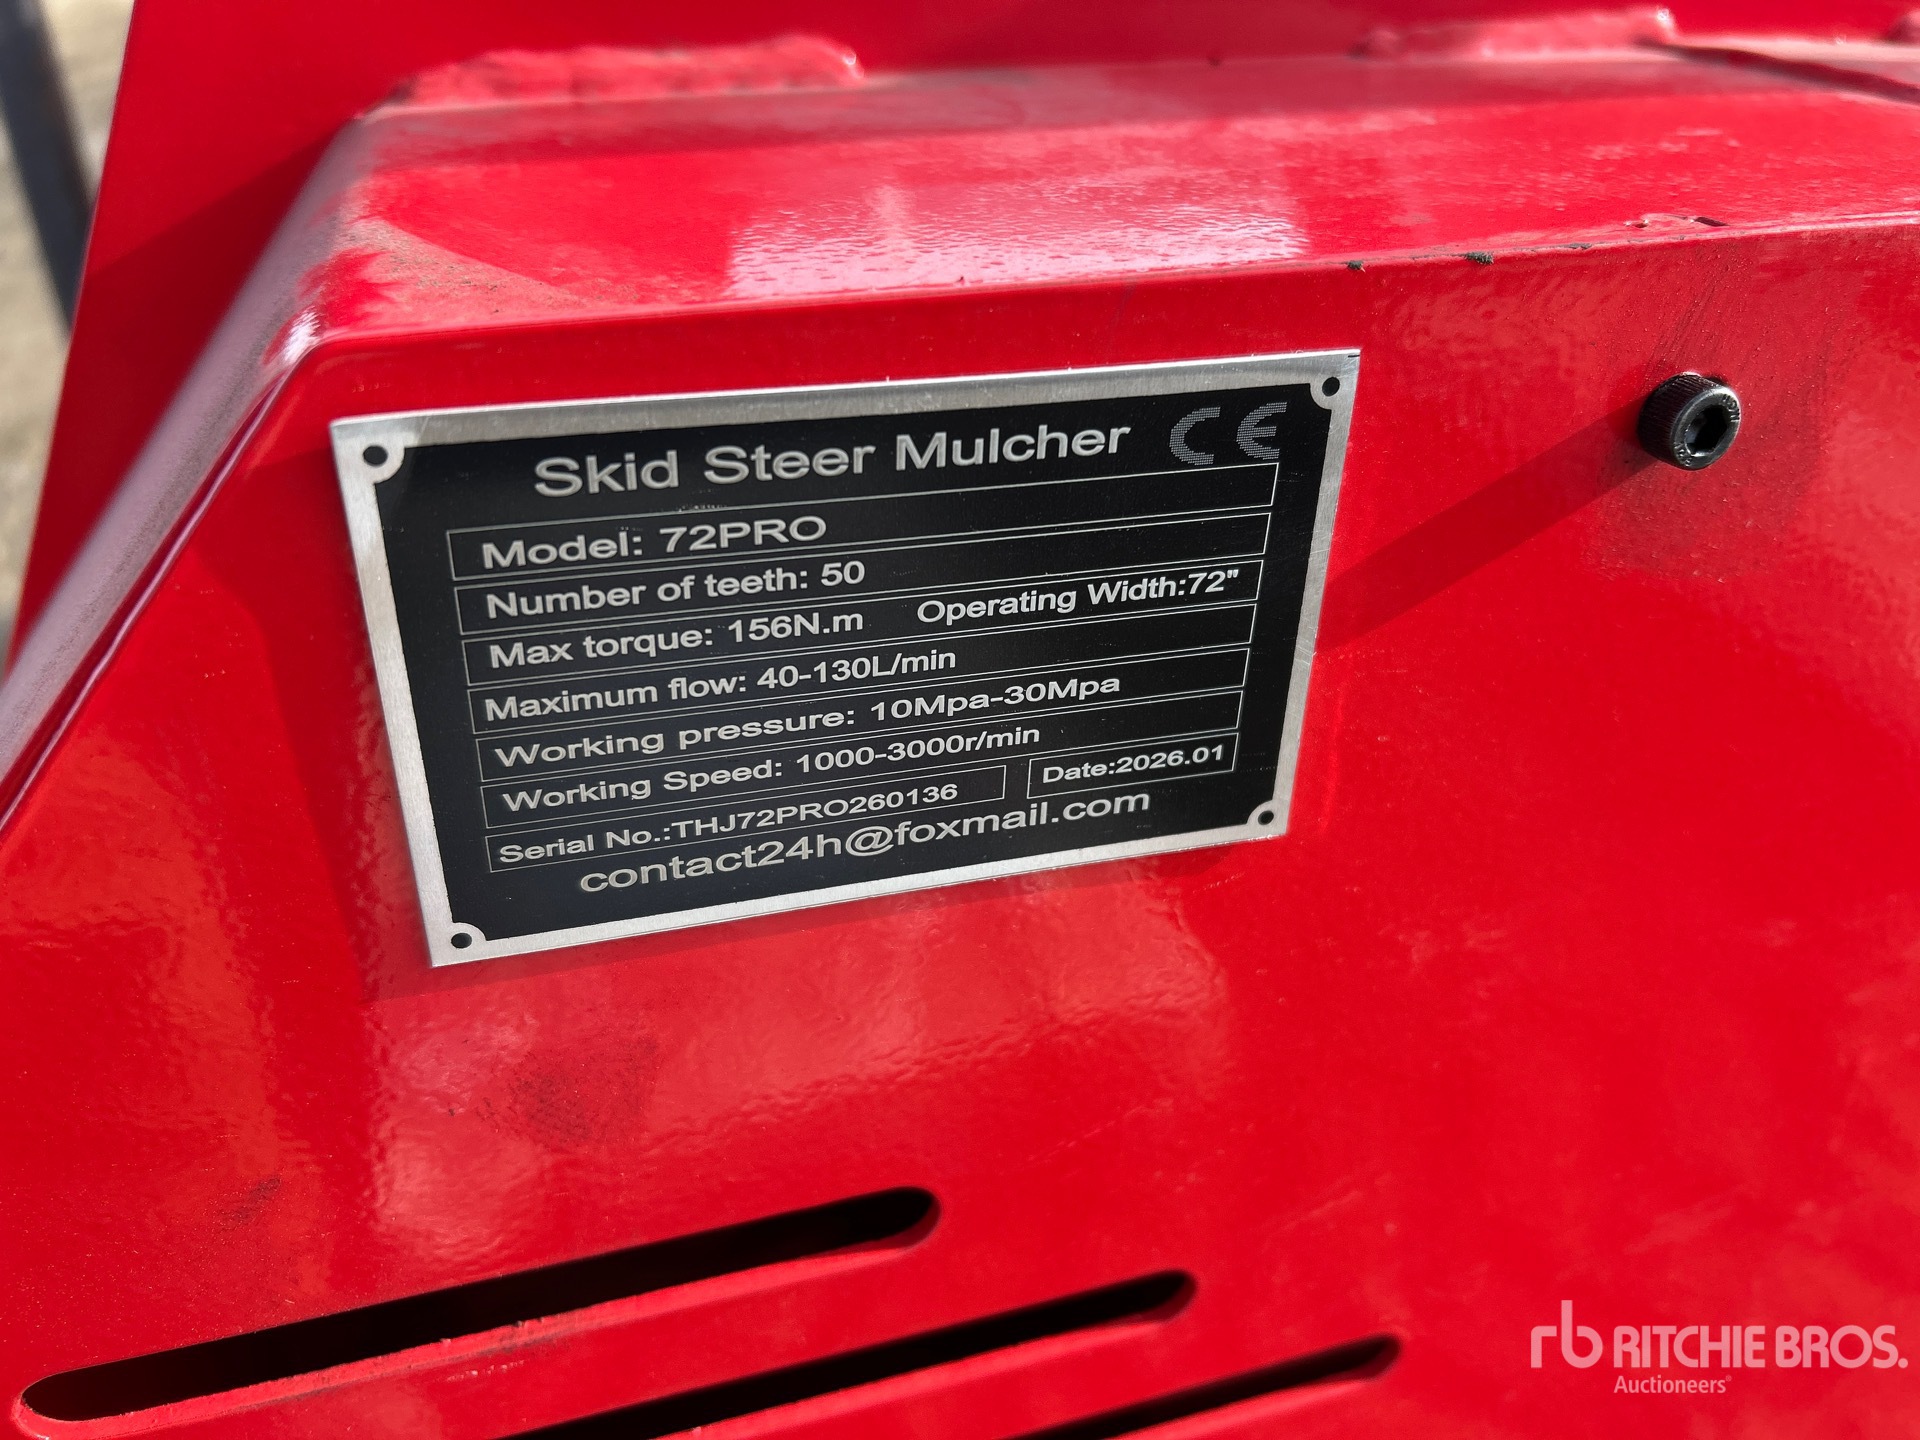 Skid Steer Mulcher CE
Model: 72PRO
Number of teeth: 50
Max torque: 156N.m Operating Width:72"
Maximum flow: 40-130L/min
Working pressure: 10Mpa-30Mpa
Working Speed: 1000-3000r/min
Serial No.:THJ72PRO260136 Date:2026.01
contact24h@foxmail.com
rb RITCHIE BROS.
Auctioneers